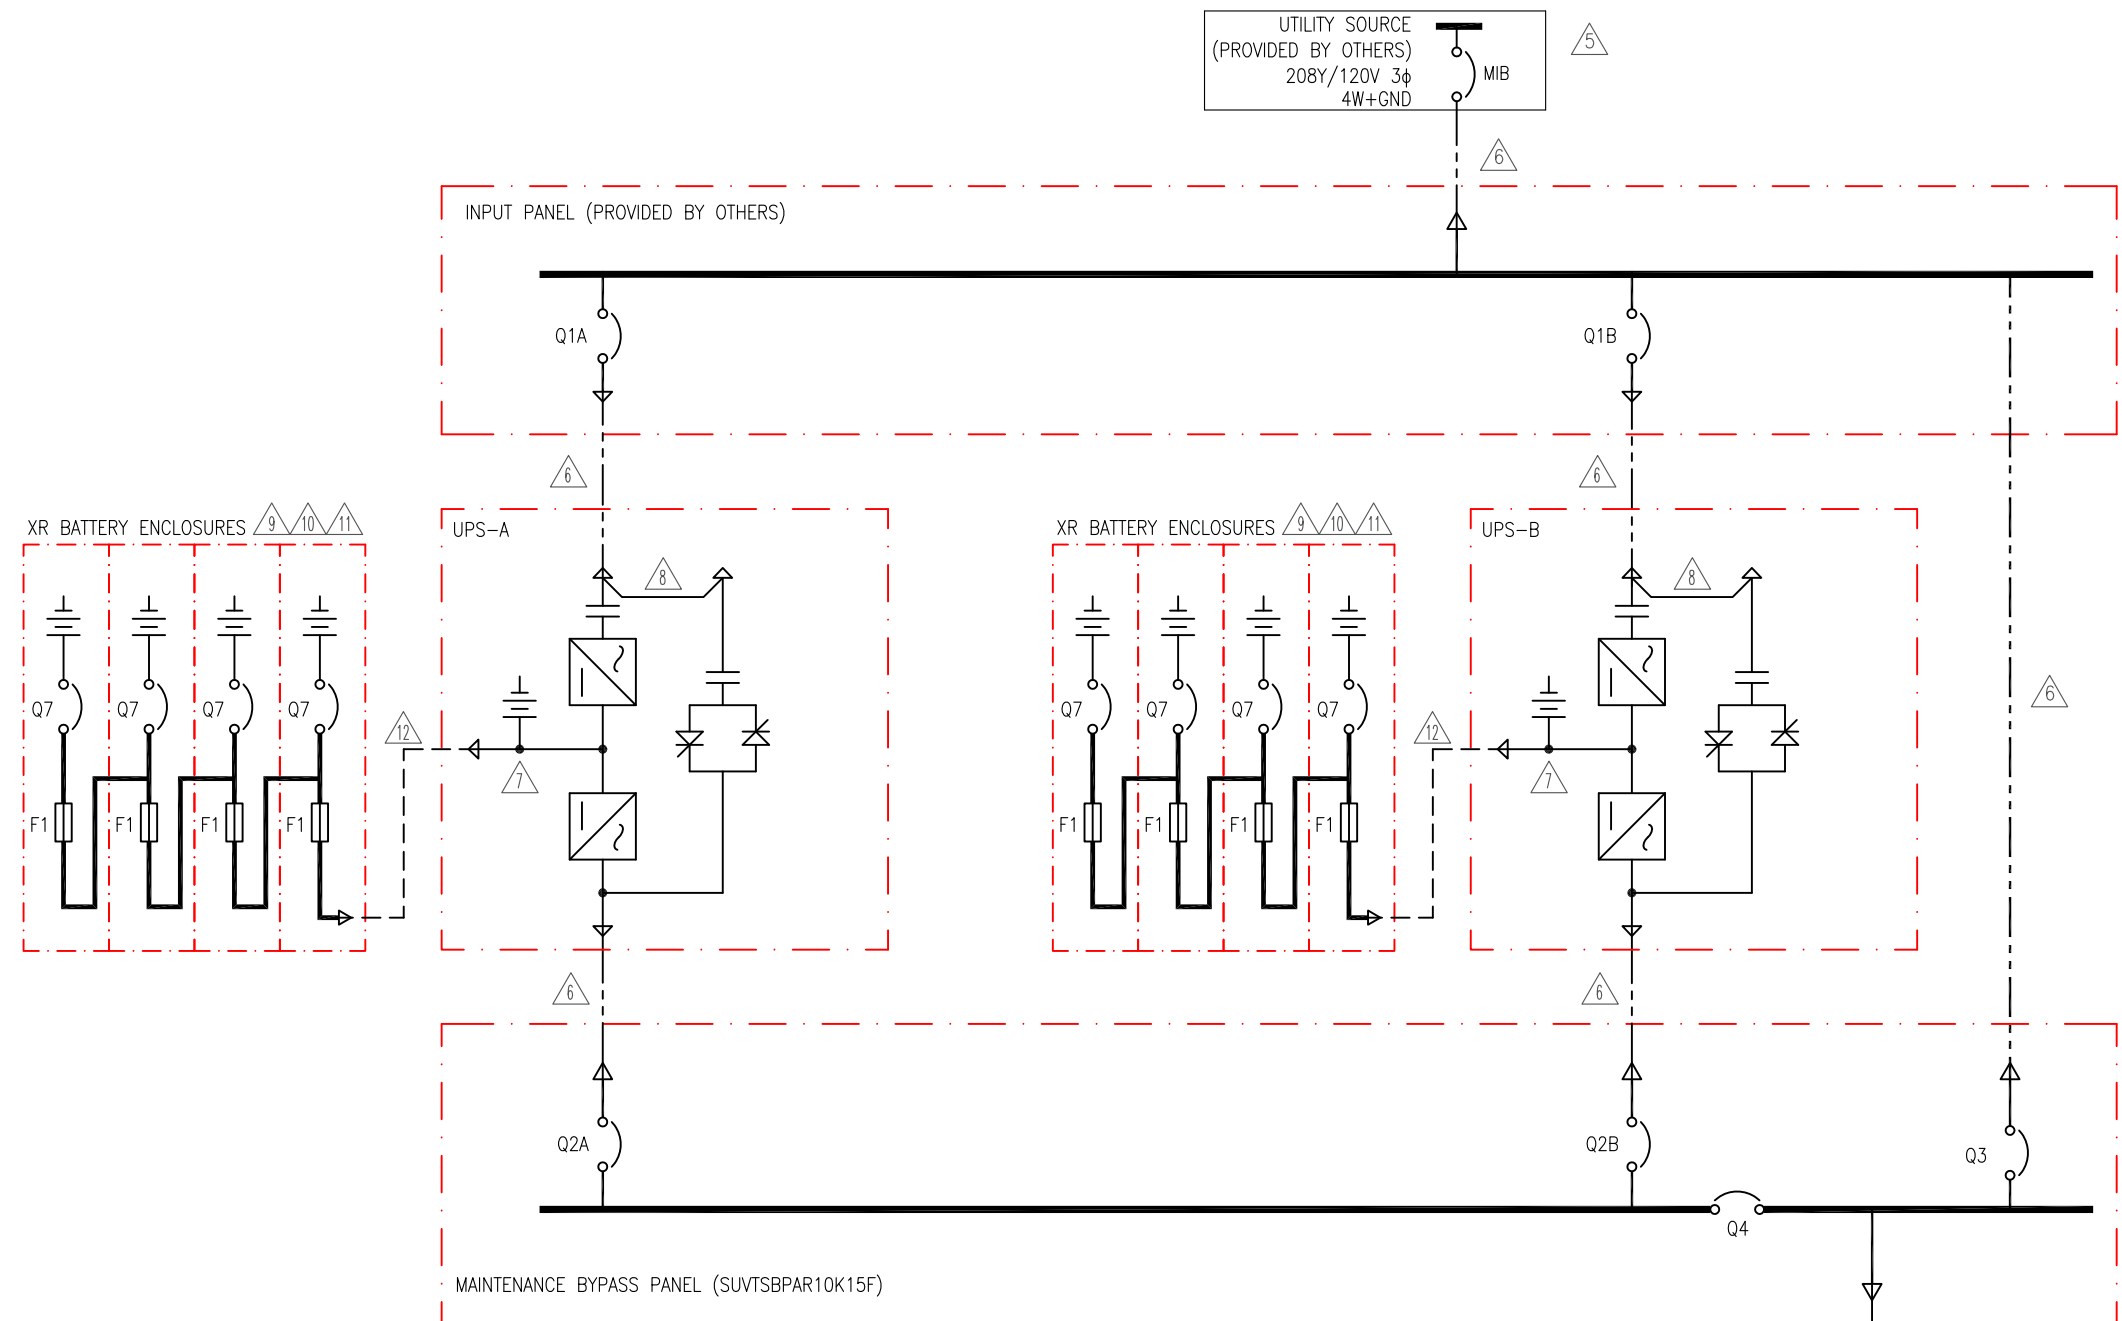 UTILITY SOURCE
(PROVIDED BY OTHERS)
208Y/120V 3ϕ
4W+GND
MIB
5
6
INPUT PANEL (PROVIDED BY OTHERS)
Q1A
Q1B
6
6
XR BATTERY ENCLOSURES 9 10 11
UPS-A
XR BATTERY ENCLOSURES 9 10 11
UPS-B
8
8
Q7 Q7 Q7 Q7
12
7
Q7 Q7 Q7 Q7
12
7
6
F1 F1 F1 F1
F1 F1 F1 F1
6
6
Q2A
Q2B
Q3
Q4
MAINTENANCE BYPASS PANEL (SUVTSBPAR10K15F)